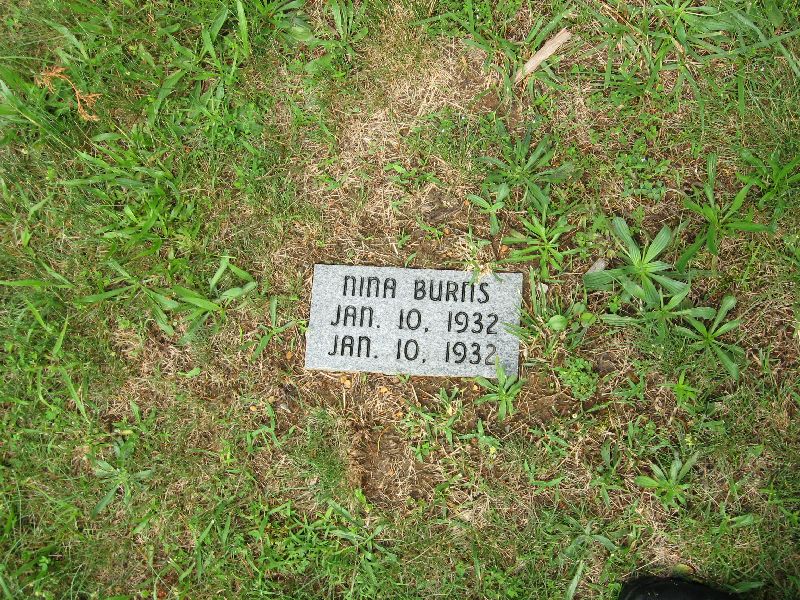 NINA BURNS
JAN. 10, 1932
JAN. 10, 1932